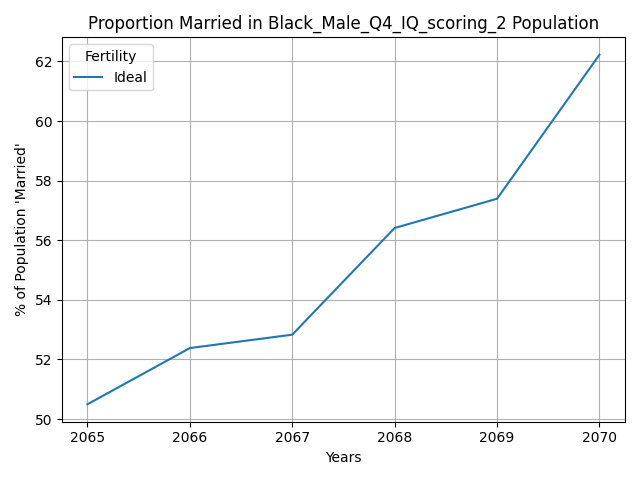 Proportion Married in Black_Male_Q4_IQ_scoring_2 Population
Fertility
Ideal
% of Population 'Married'
62
60
58
56
54
52
50
2065 2066 2067 2068 2069 2070
Years